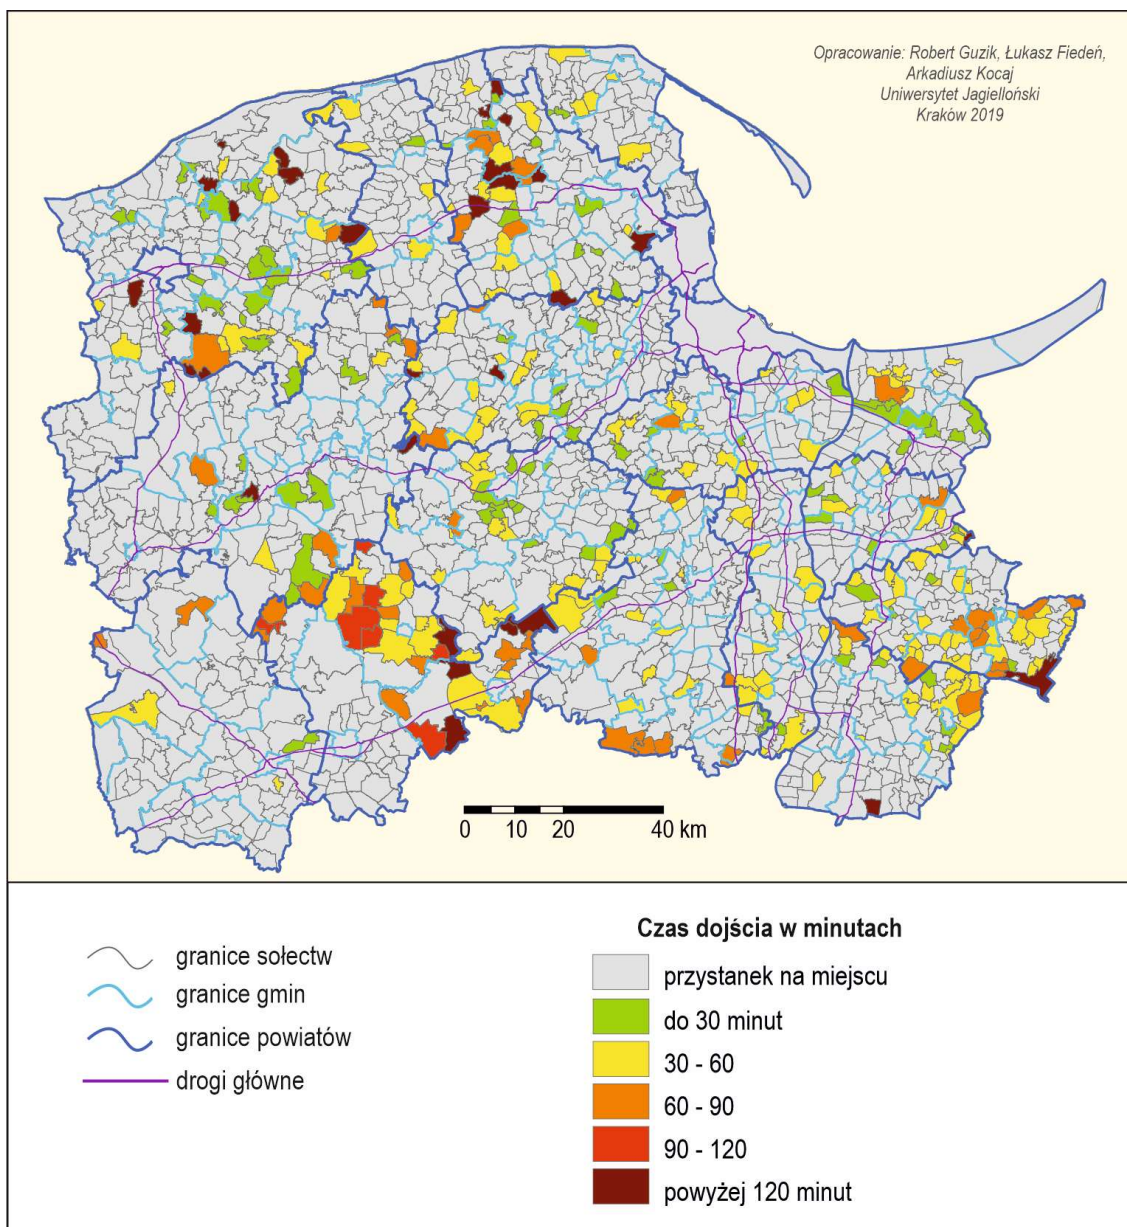 Opracowanie: Robert Guzik, Łukasz Fiedeń,
Arkadiusz Kocaj
Uniwersytet Jagielloński
Kraków 2019
0 10 20 40 km
granice sołectw
granice gmin
granice powiatów
drogi główne
Czas dojścia w minutach
przystanek na miejscu
do 30 minut
30 - 60
60 - 90
90 - 120
powyżej 120 minut